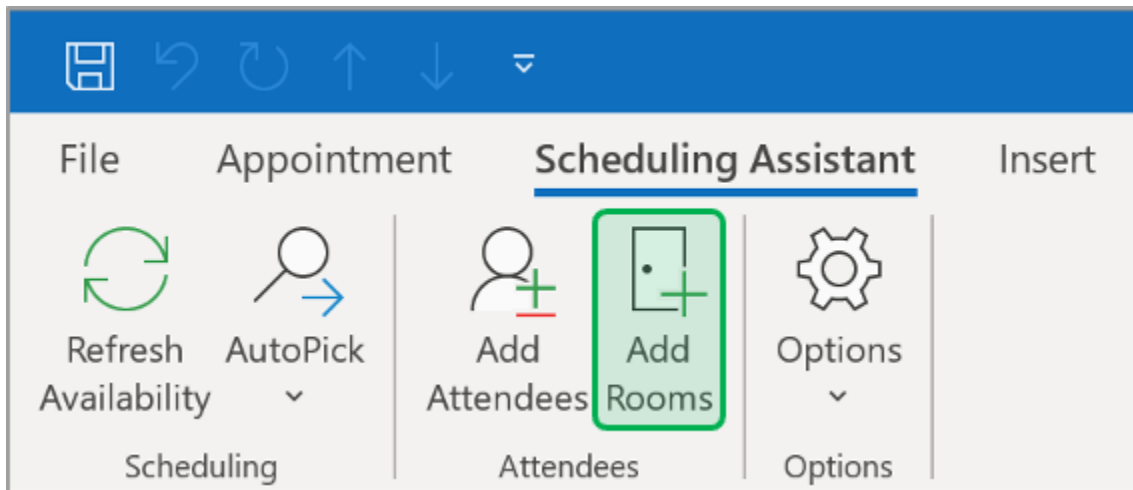 File Appointment Scheduling Assistant Insert
Refresh AutoPick Add Add Options
Availability Attendees Rooms
Scheduling Attendees Options